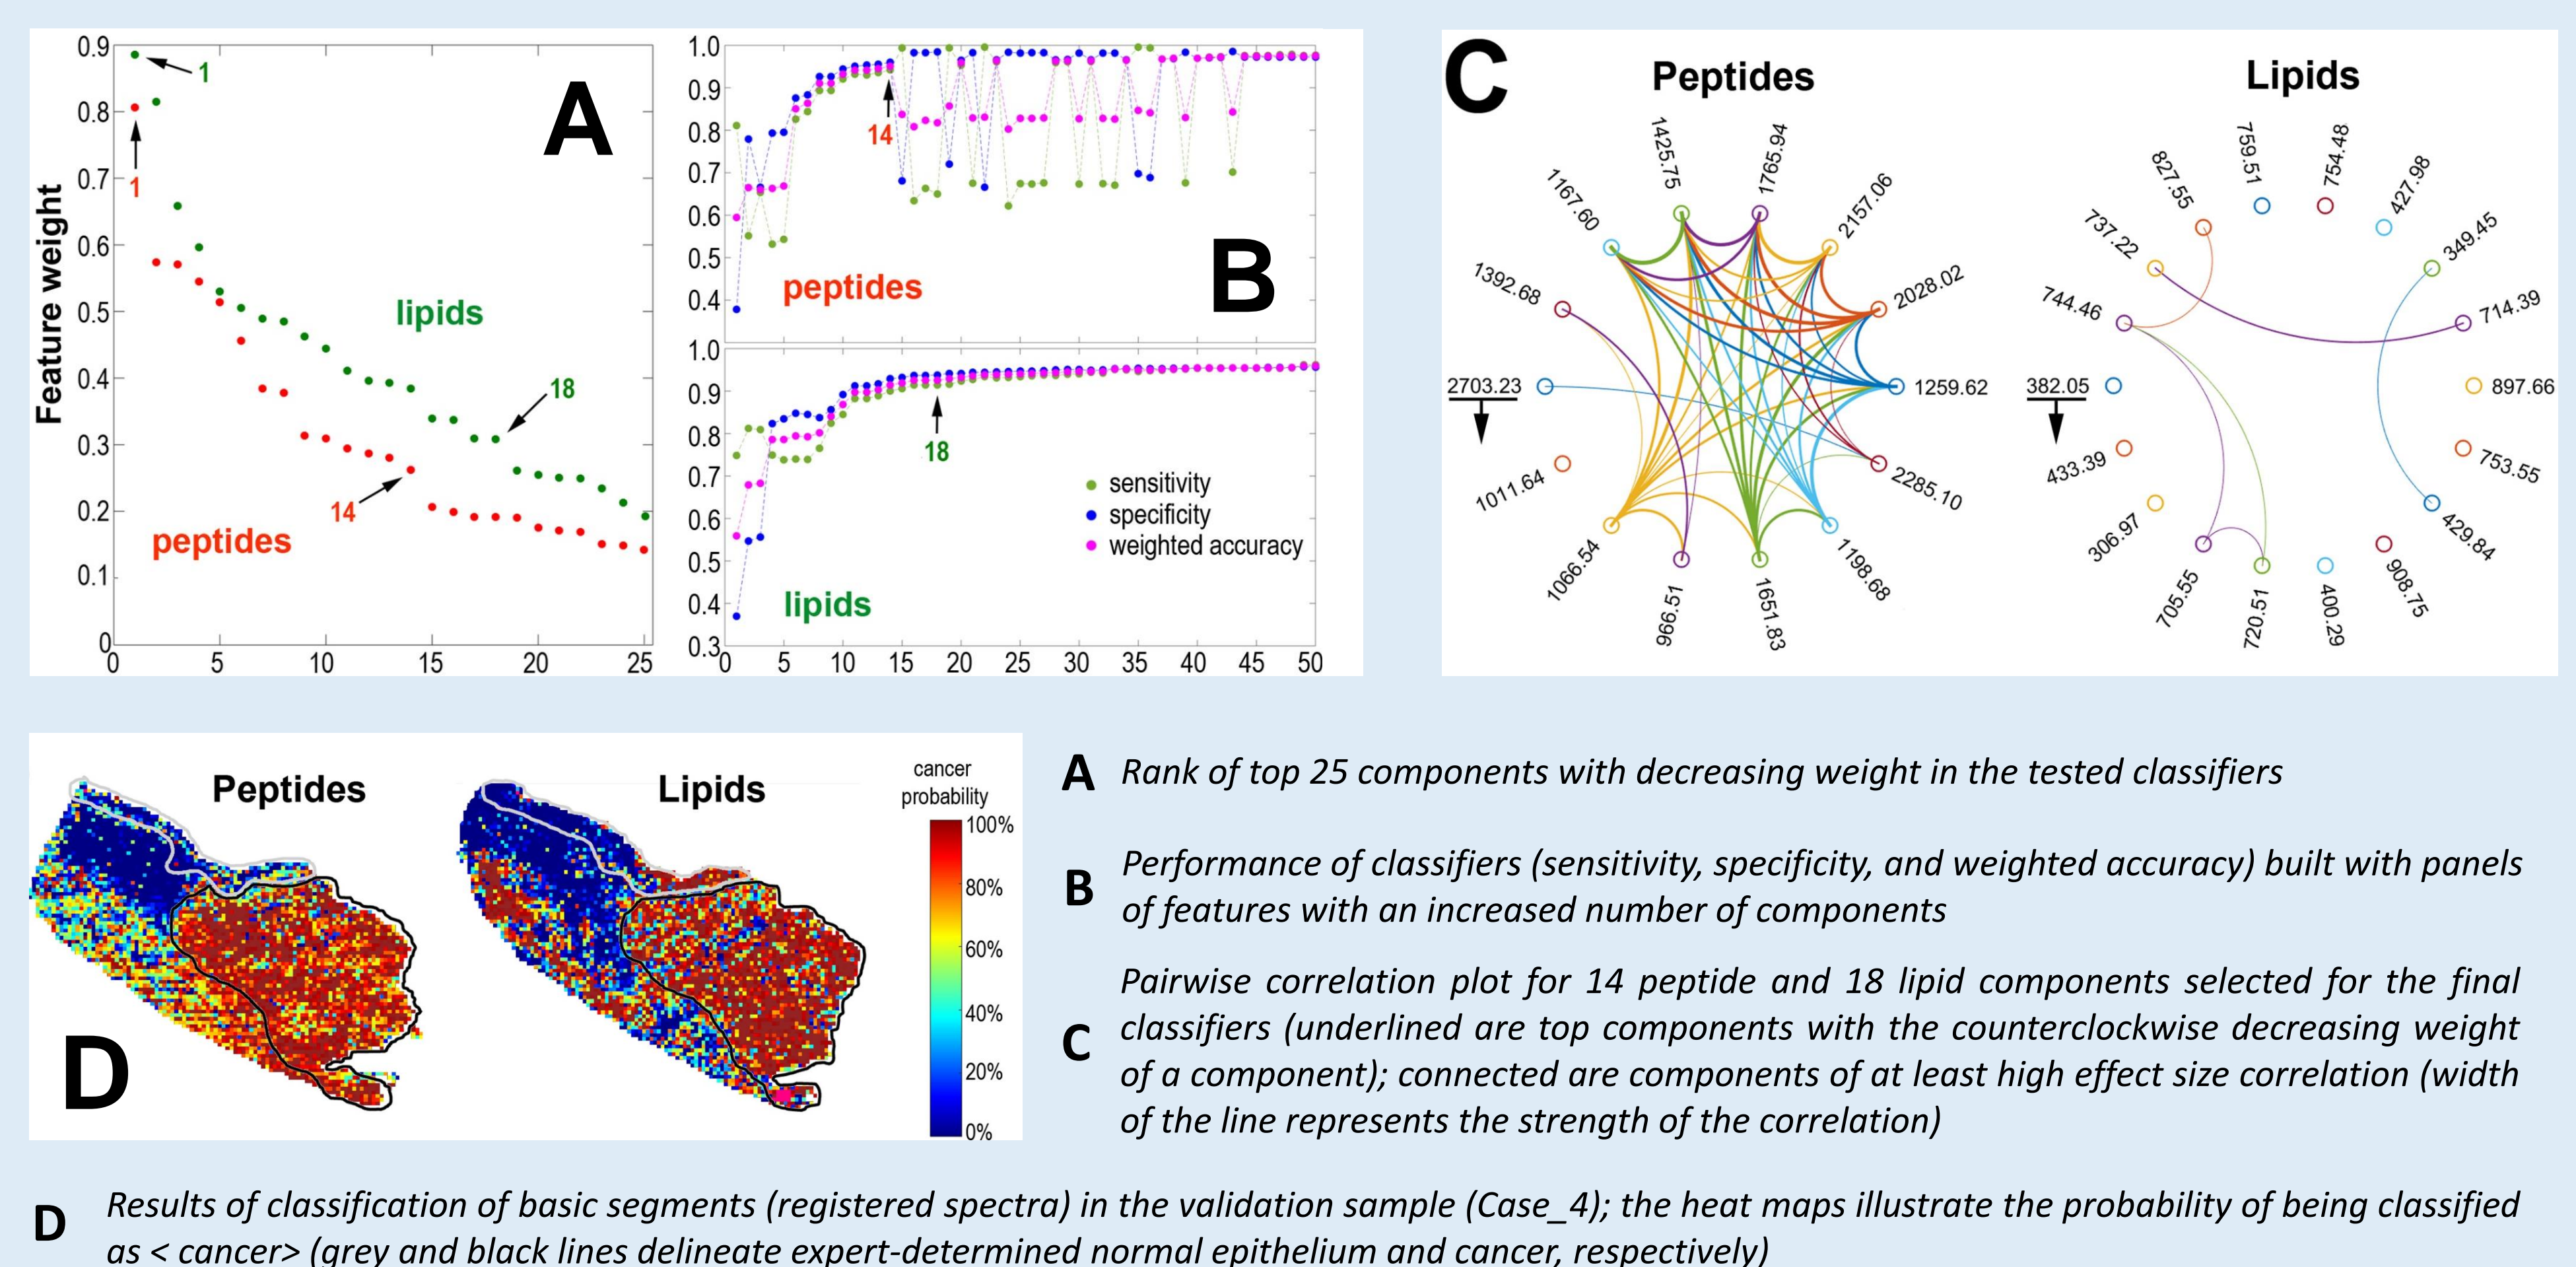 A
Feature weight
0.9
0.8
0.7
0.6
0.5
0.4
0.3
0.2
0.1
0
0 5 10 15 20 25
1
1
lipids
18
14
peptides
B
1.0
0.9
0.8
0.7
0.6
0.5
0.4
14
peptides
1.0
0.9
0.8
0.7
0.6
0.5
0.4
0.3
18
sensitivity
specificity
weighted accuracy
lipids
0 5 10 15 20 25 30 35 40 45 50
C
Peptides
1425.75
1765.94
1167.60
2157.06
1392.68
2028.02
2703.23
1259.62
1011.64
2285.10
1066.54
1198.68
966.51
1651.83
Lipids
759.51
754.48
827.55
427.98
737.22
349.45
744.46
714.39
382.05
897.66
433.39
753.55
306.97
429.84
705.55
908.75
720.51
400.29
D
Peptides
Lipids
cancer
probability
100%
80%
60%
40%
20%
0%
A Rank of top 25 components with decreasing weight in the tested classifiers
B Performance of classifiers (sensitivity, specificity, and weighted accuracy) built with panels
of features with an increased number of components
C Pairwise correlation plot for 14 peptide and 18 lipid components selected for the final
classifiers (underlined are top components with the counterclockwise decreasing weight
of a component); connected are components of at least high effect size correlation (width
of the line represents the strength of the correlation)
D Results of classification of basic segments (registered spectra) in the validation sample (Case_4); the heat maps illustrate the probability of being classified
as < cancer> (grey and black lines delineate expert-determined normal epithelium and cancer, respectively)